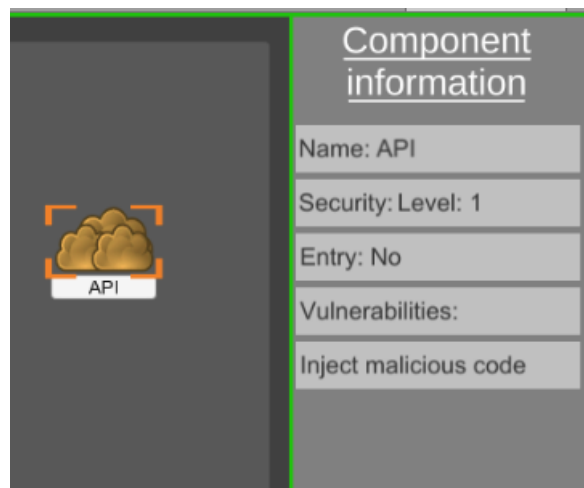 Component
information
Name: API
Security: Level: 1
Entry: No
Vulnerabilities:
Inject malicious code
API